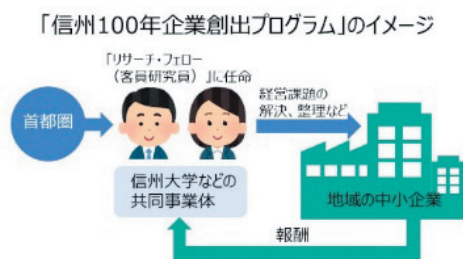 「信州100年企業創出プログラム」のイメージ
「リサーチ・フェロー
（客員研究員）」に任命
首都圏
経営課題の
解決、整理など
信州大学などの
共同事業体
地域の中小企業
報酬